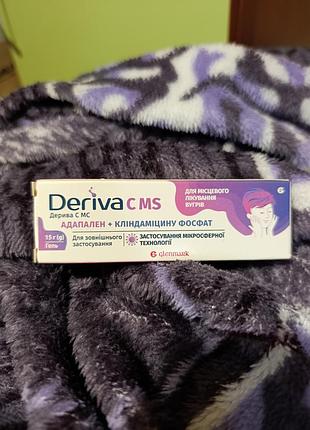 Deriva C MS
Дерива С МС
АДАПАЛЕН + КЛІНДАМІЦИНУ ФОСФАТ
15 г (g)
Гель
Для зовнішнього
застосування
ЗАСТОСУВАННЯ МІКРОСФЕРНОЇ
ТЕХНОЛОГІЇ
ДЛЯ МІСЦЕВОГО
ЛІКУВАННЯ
ВУГРІВ
G glenmark